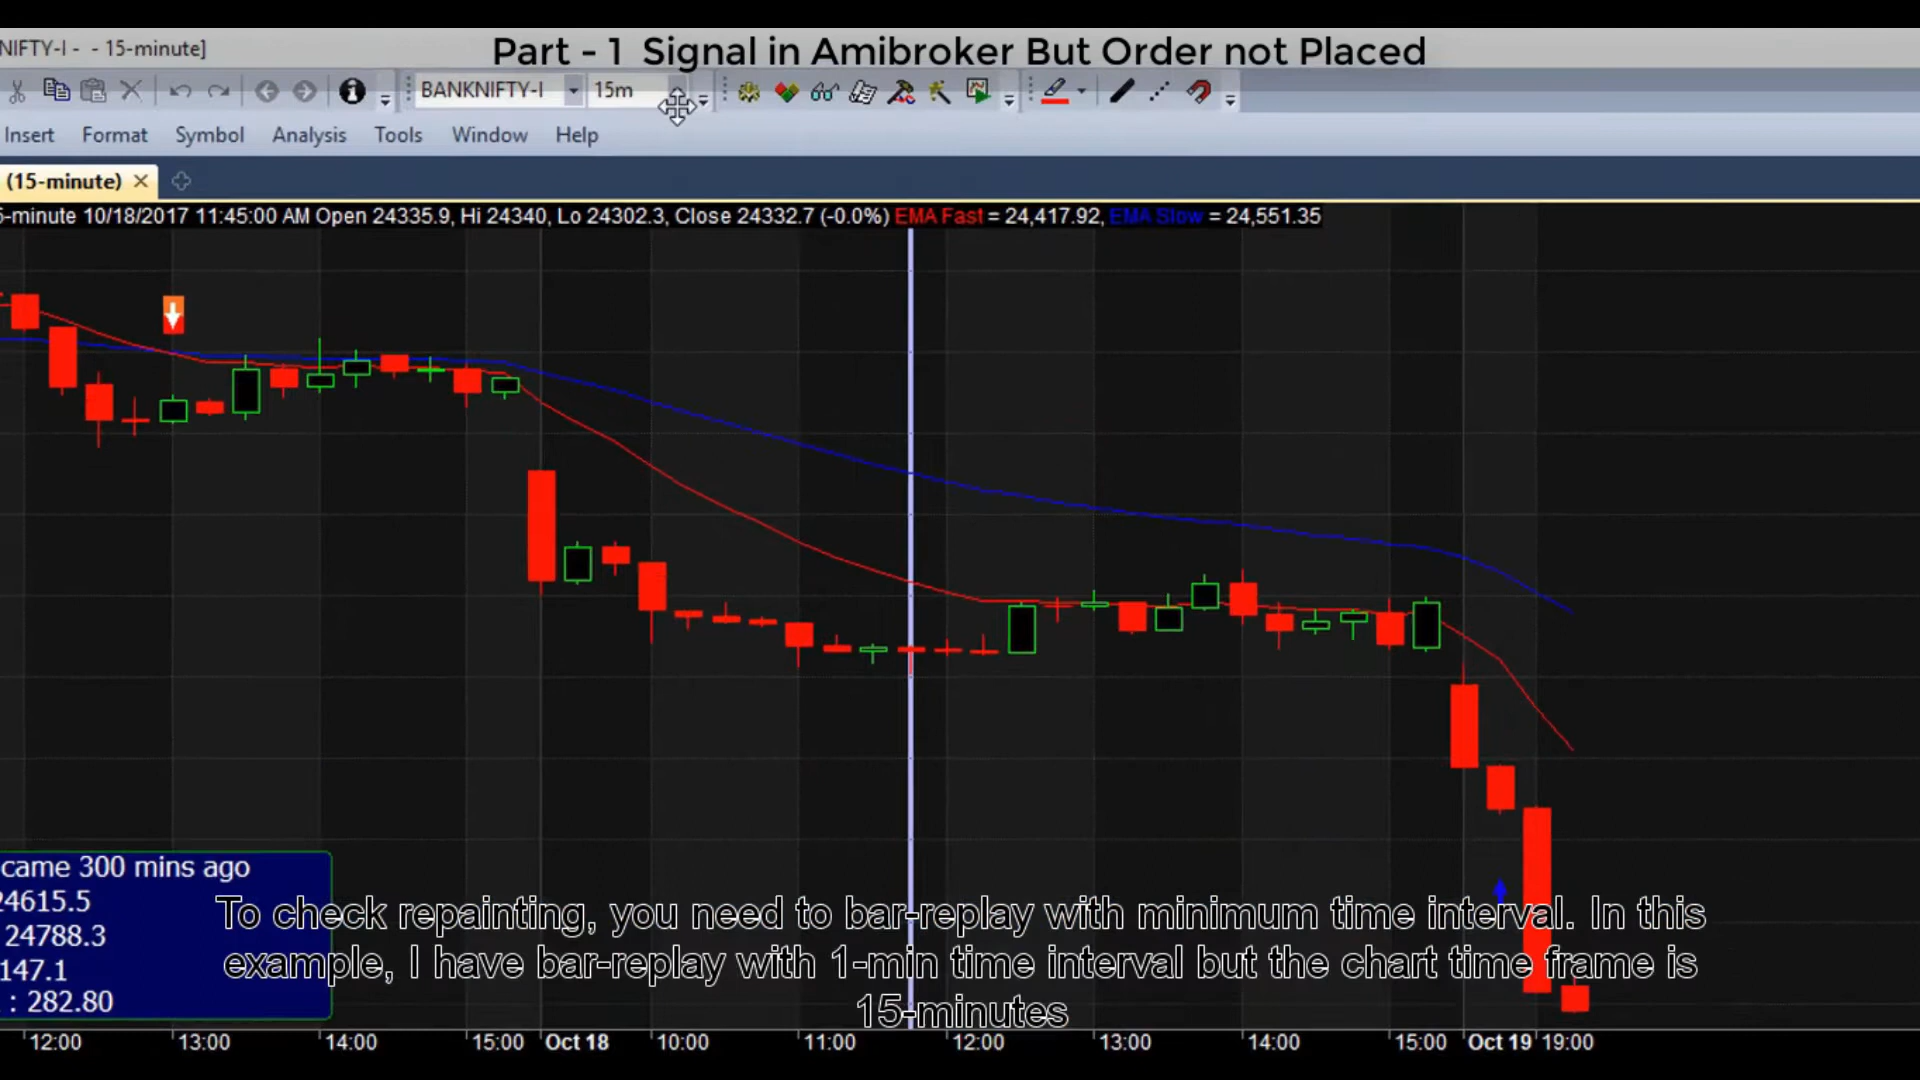 NIFTY-I - - 15-minute]
Part - 1 Signal in Amibroker But Order not Placed
BANKNIFTY-I 15m
Insert Format Symbol Analysis Tools Window Help
(15-minute)
5-minute 10/18/2017 11:45:00 AM Open 24335.9, Hi 24340, Lo 24302.3, Close 24332.7 (-0.0%) EMA Fast = 24,417.92, EMA Slow = 24,551.35
came 300 mins ago
24615.5
24788.3
147.1
: 282.80
To check repainting, you need to bar-replay with minimum time interval. In this
example, I have bar-replay with 1-min time interval but the chart time frame is
15-minutes
12:00 13:00 14:00 15:00 Oct 18 10:00 11:00 12:00 13:00 14:00 15:00 Oct 19 19:00